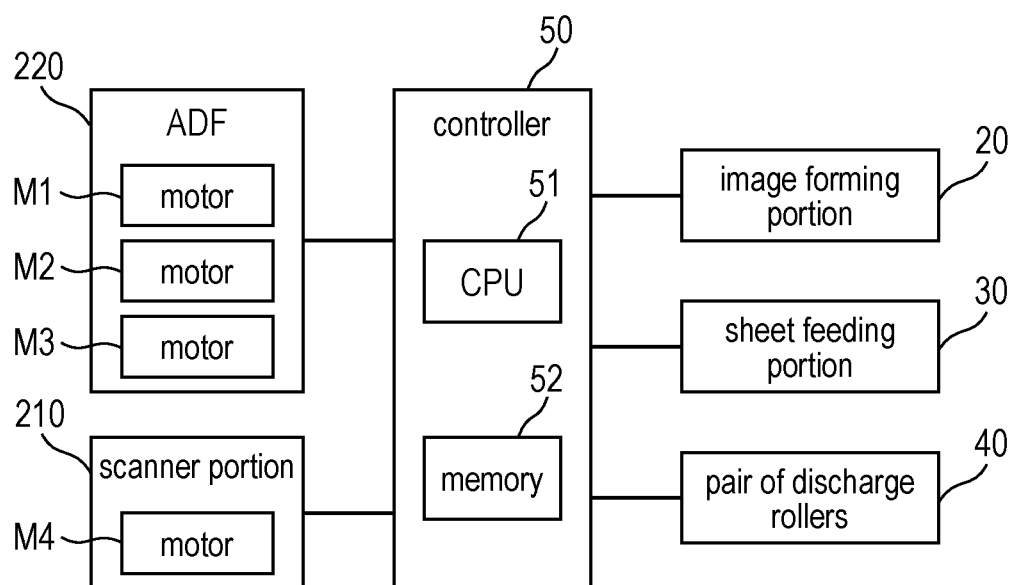 220
ADF
M1
motor
M2
motor
M3
motor
210
scanner portion
M4
motor
50
controller
51
CPU
52
memory
20
image forming
portion
30
sheet feeding
portion
40
pair of discharge
rollers